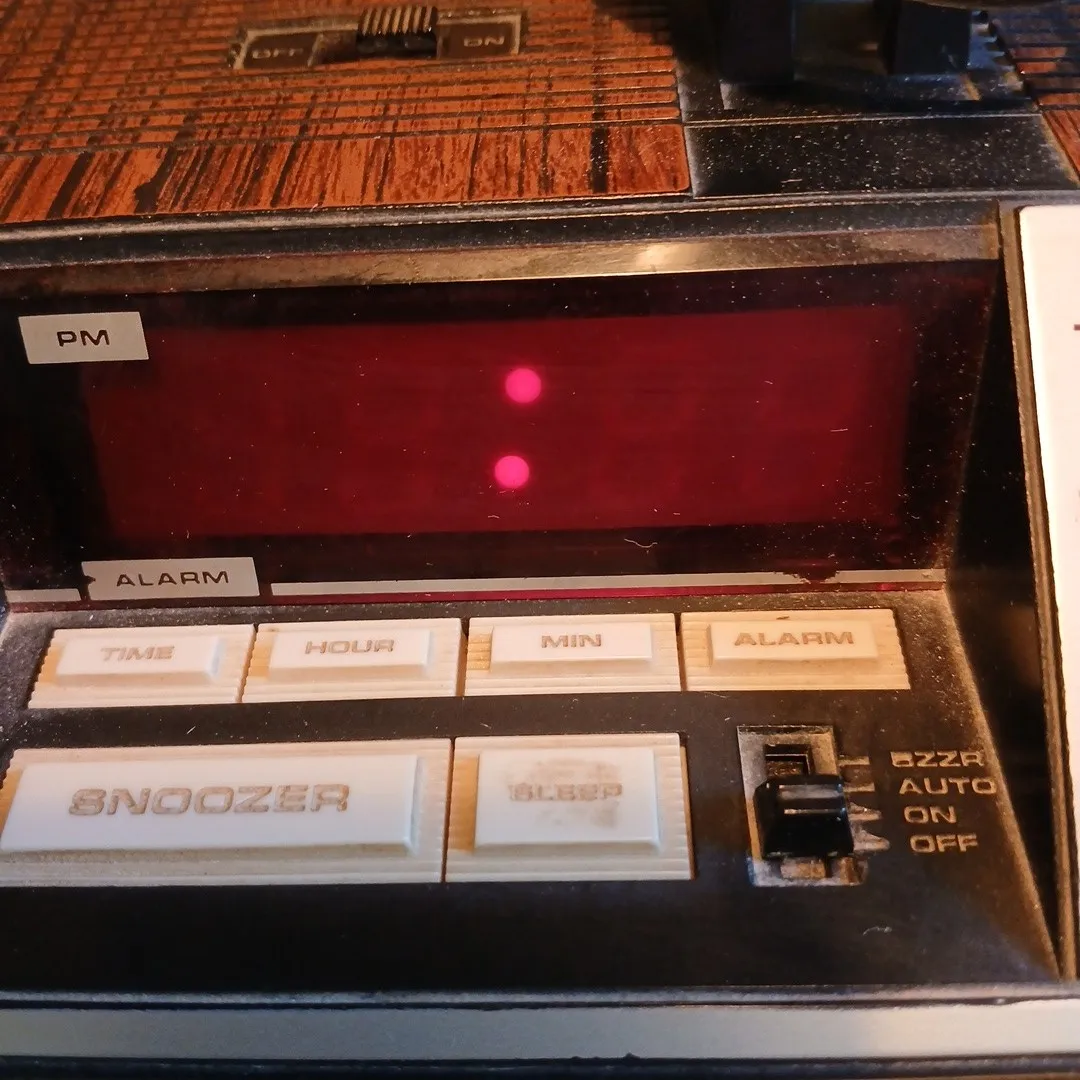 OFF ON
PM
ALARM
TIME HOUR MIN ALARM
SNOOZER SLEEP
BZZR
AUTO
ON
OFF